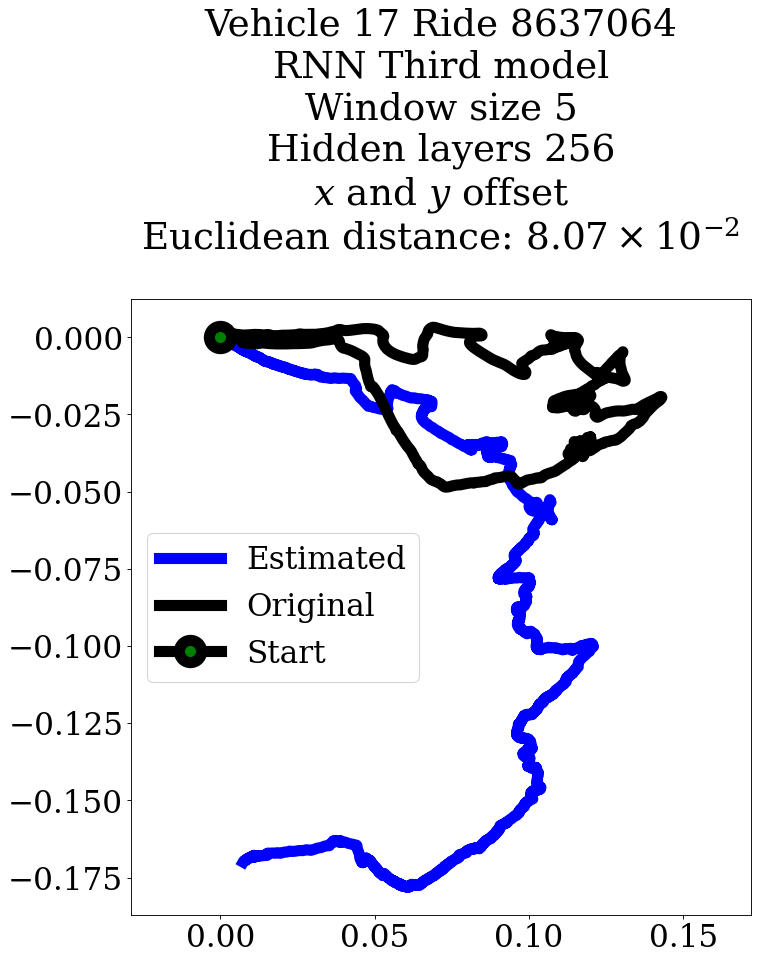 Vehicle 17 Ride 8637064
RNN Third model
Window size 5
Hidden layers 256
x and y offset
Euclidean distance: 8.07 × 10⁻²
0.000
−0.025
−0.050
−0.075
−0.100
−0.125
−0.150
−0.175
Estimated
Original
Start
0.00 0.05 0.10 0.15